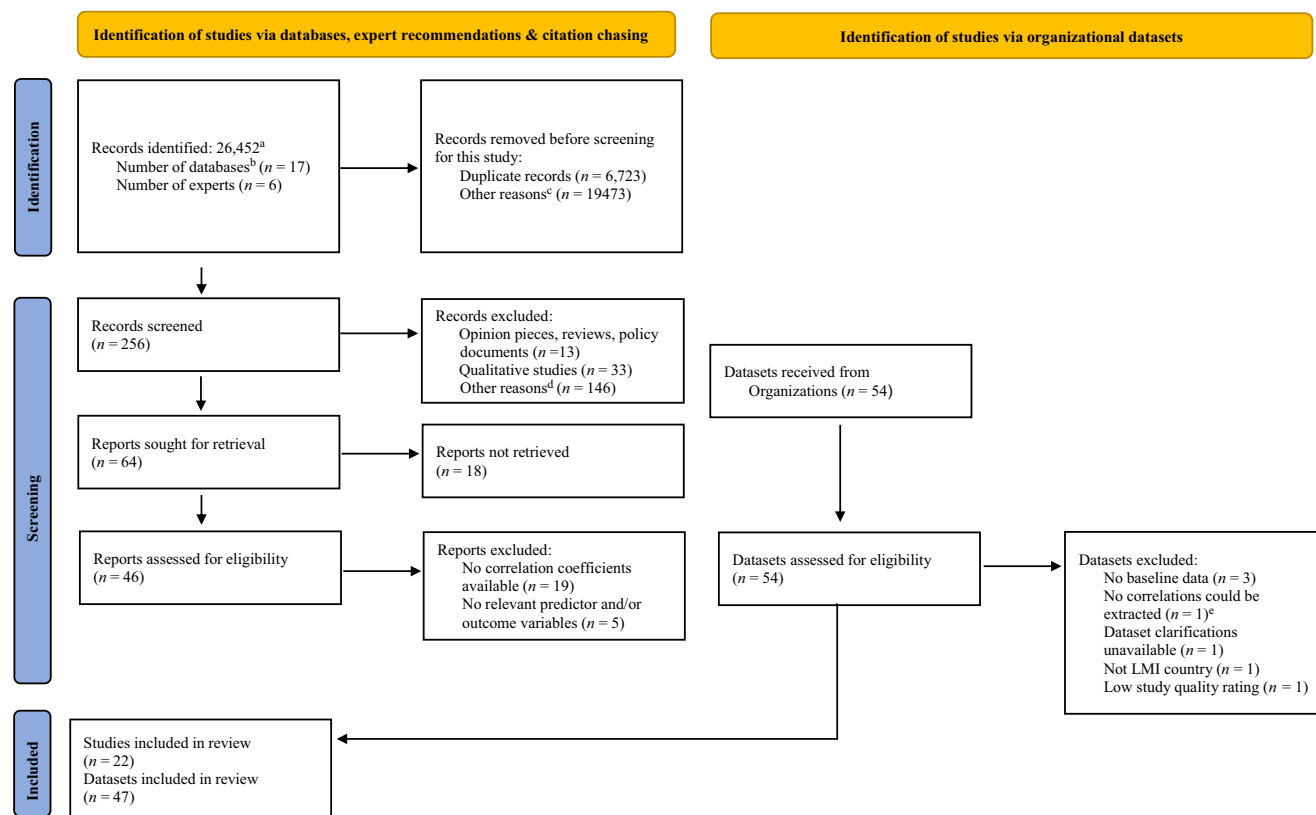 Identification of studies via databases, expert recommendations & citation chasing
Identification of studies via organizational datasets
Identification
Records identified: 26,452a
Number of databasesb (n = 17)
Number of experts (n = 6)
Records removed before screening
for this study:
Duplicate records (n = 6,723)
Other reasonsc (n = 19473)
Screening
Records screened
(n = 256)
Records excluded:
Opinion pieces, reviews, policy
documents (n =13)
Qualitative studies (n = 33)
Other reasonsd (n = 146)
Datasets received from
Organizations (n = 54)
Reports sought for retrieval
(n = 64)
Reports not retrieved
(n = 18)
Reports assessed for eligibility
(n = 46)
Reports excluded:
No correlation coefficients
available (n = 19)
No relevant predictor and/or
outcome variables (n = 5)
Datasets assessed for eligibility
(n = 54)
Datasets excluded:
No baseline data (n = 3)
No correlations could be
extracted (n = 1)e
Dataset clarifications
unavailable (n = 1)
Not LMI country (n = 1)
Low study quality rating (n = 1)
Included
Studies included in review
(n = 22)
Datasets included in review
(n = 47)